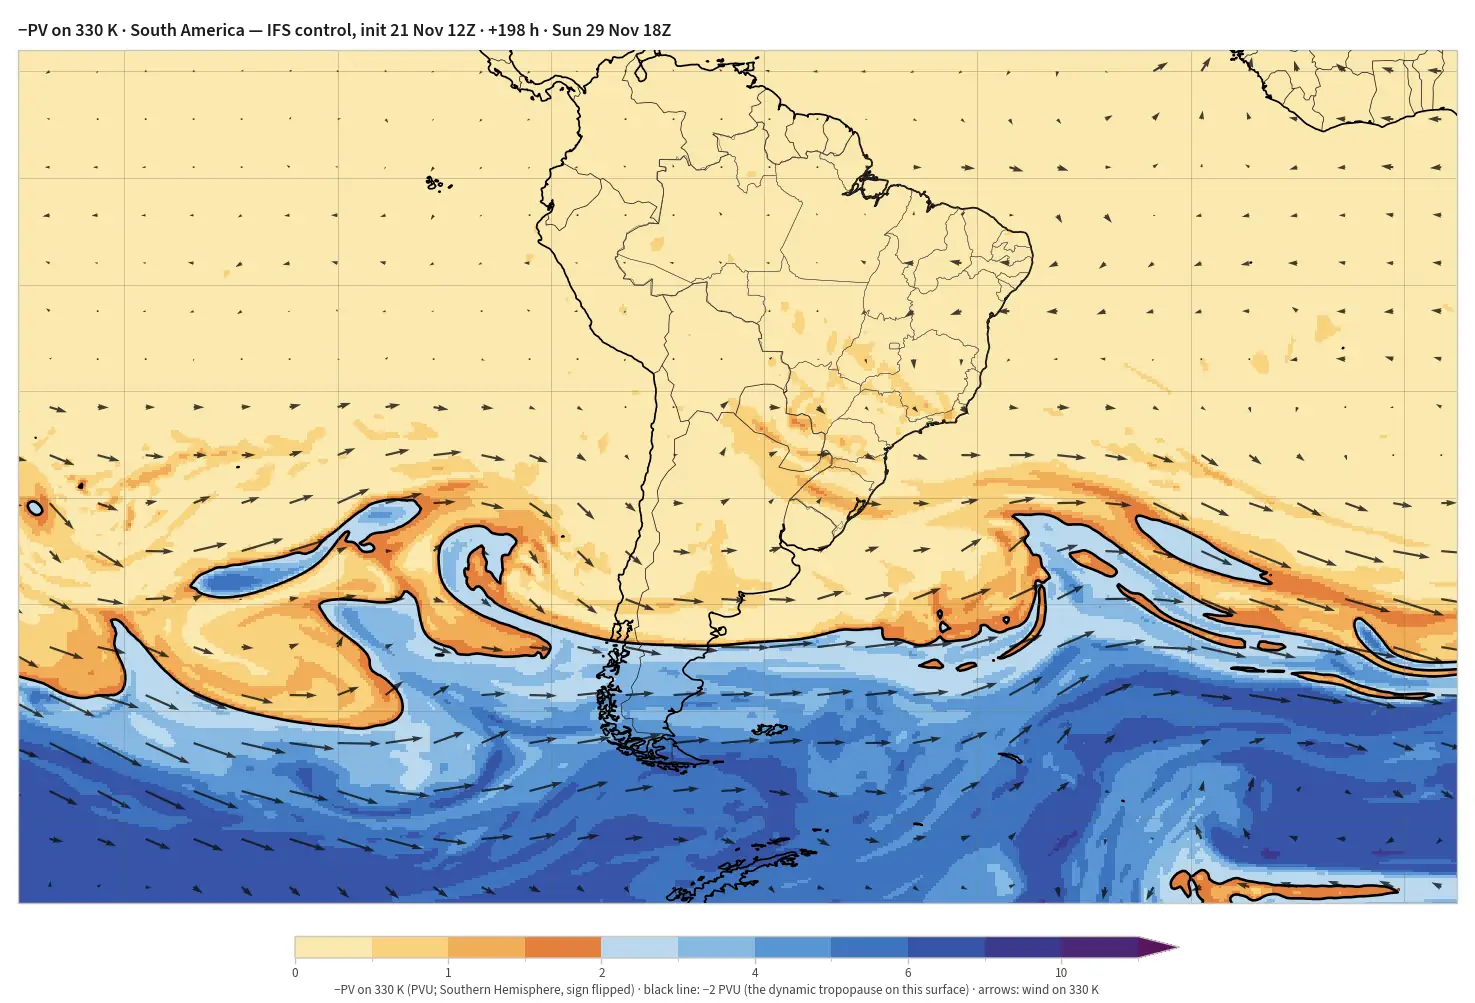 −PV on 330 K · South America — IFS control, init 21 Nov 12Z · +198 h · Sun 29 Nov 18Z
0 1 2 4 6 10
−PV on 330 K (PVU; Southern Hemisphere, sign flipped) · black line: −2 PVU (the dynamic tropopause on this surface) · arrows: wind on 330 K